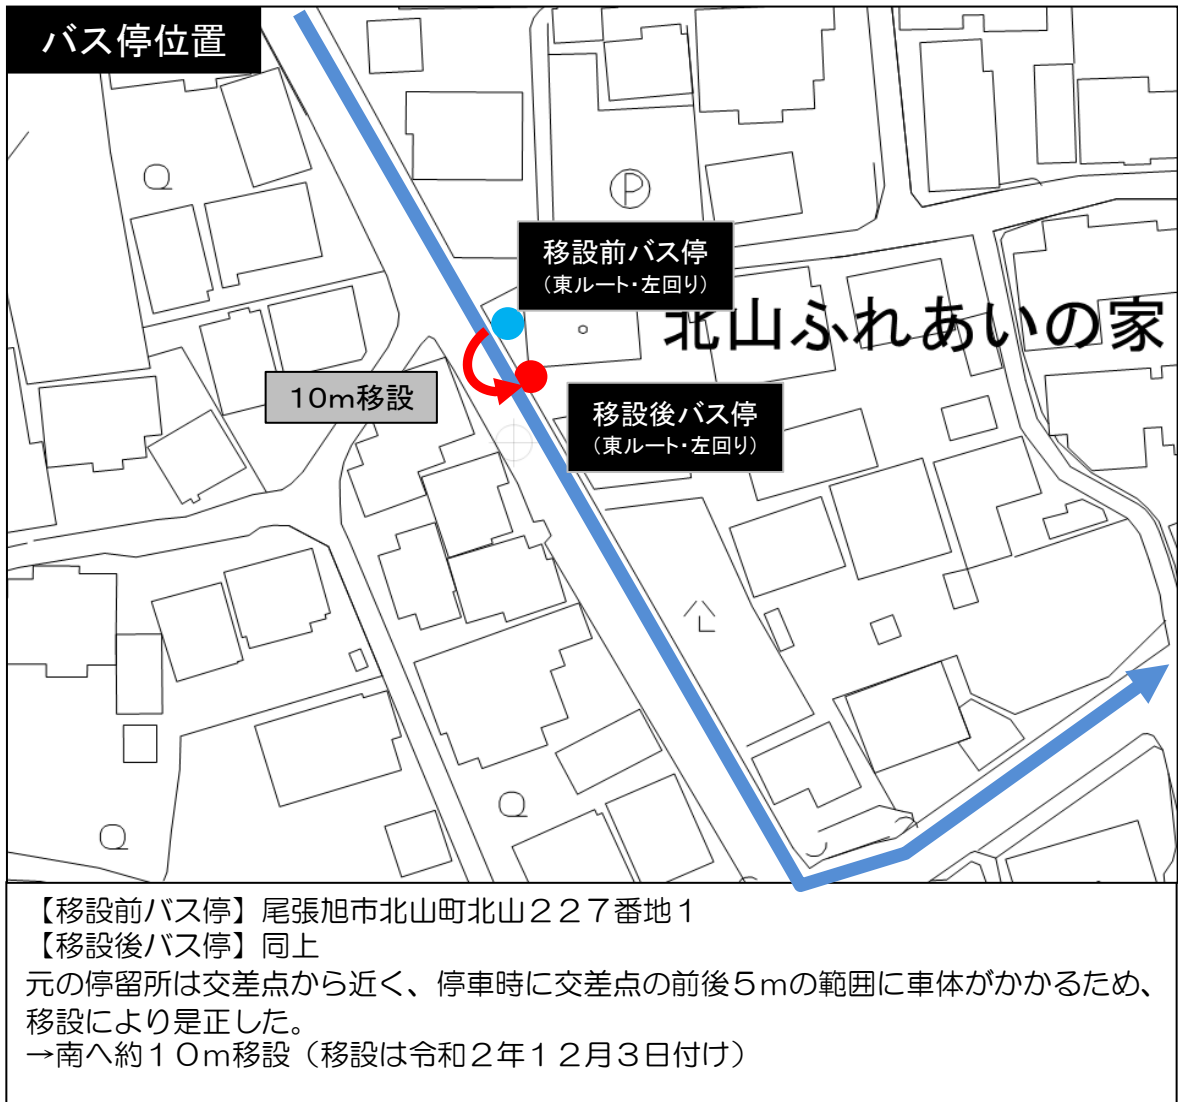 バス停位置
Ⓟ
移設前バス停
（東ルート・左回り）
北山ふれあいの家
10m移設
移設後バス停
（東ルート・左回り）
【移設前バス停】尾張旭市北山町北山２２７番地１
【移設後バス停】同上
元の停留所は交差点から近く、停車時に交差点の前後５ｍの範囲に車体がかかるため、
移設により是正した。
→南へ約１０ｍ移設（移設は令和２年１２月３日付け）